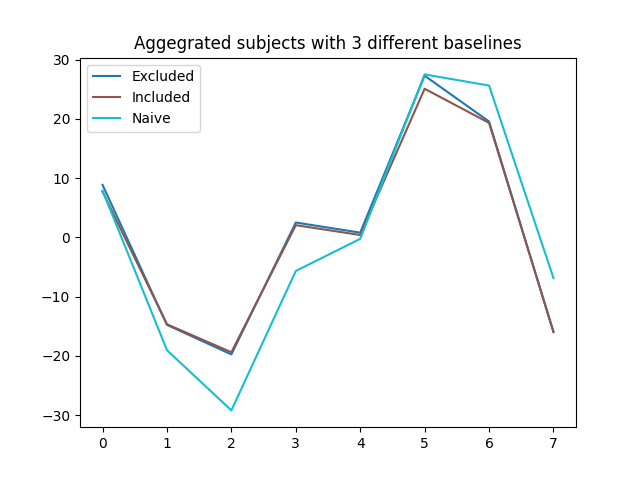 Aggegrated subjects with 3 different baselines
Excluded
Included
Naive
30
20
10
0
−10
−20
−30
0 1 2 3 4 5 6 7